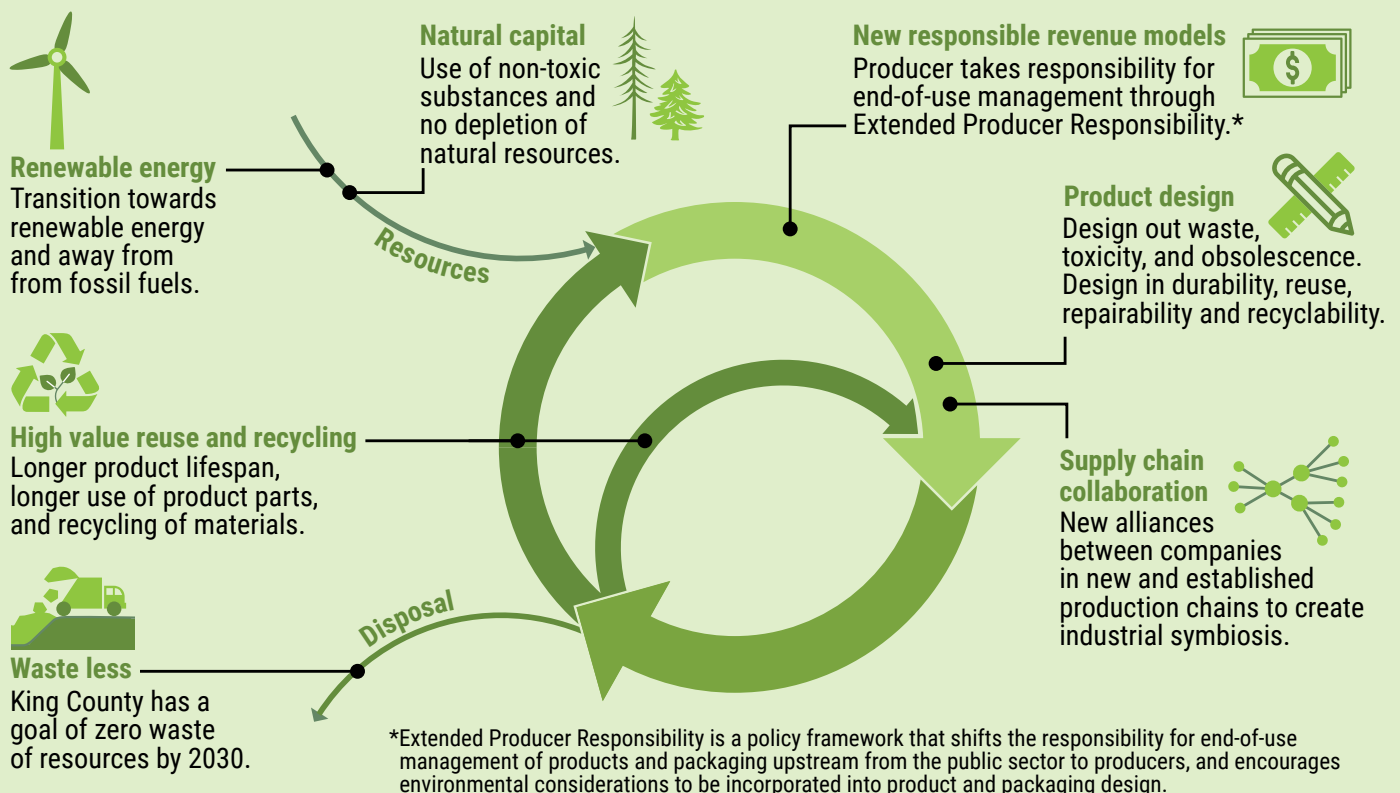 Natural capital
Use of non-toxic
substances and
no depletion of
natural resources.
New responsible revenue models
Producer takes responsibility for
end-of-use management through
Extended Producer Responsibility.*
$
Renewable energy
Transition towards
renewable energy
and away from
from fossil fuels.
Resources
Product design
Design out waste,
toxicity, and obsolescence.
Design in durability, reuse,
repairability and recyclability.
High value reuse and recycling
Longer product lifespan,
longer use of product parts,
and recycling of materials.
Supply chain
collaboration
New alliances
between companies
in new and established
production chains to create
industrial symbiosis.
Disposal
Waste less
King County has a
goal of zero waste
of resources by 2030.
*Extended Producer Responsibility is a policy framework that shifts the responsibility for end-of-use
management of products and packaging upstream from the public sector to producers, and encourages
environmental considerations to be incorporated into product and packaging design.